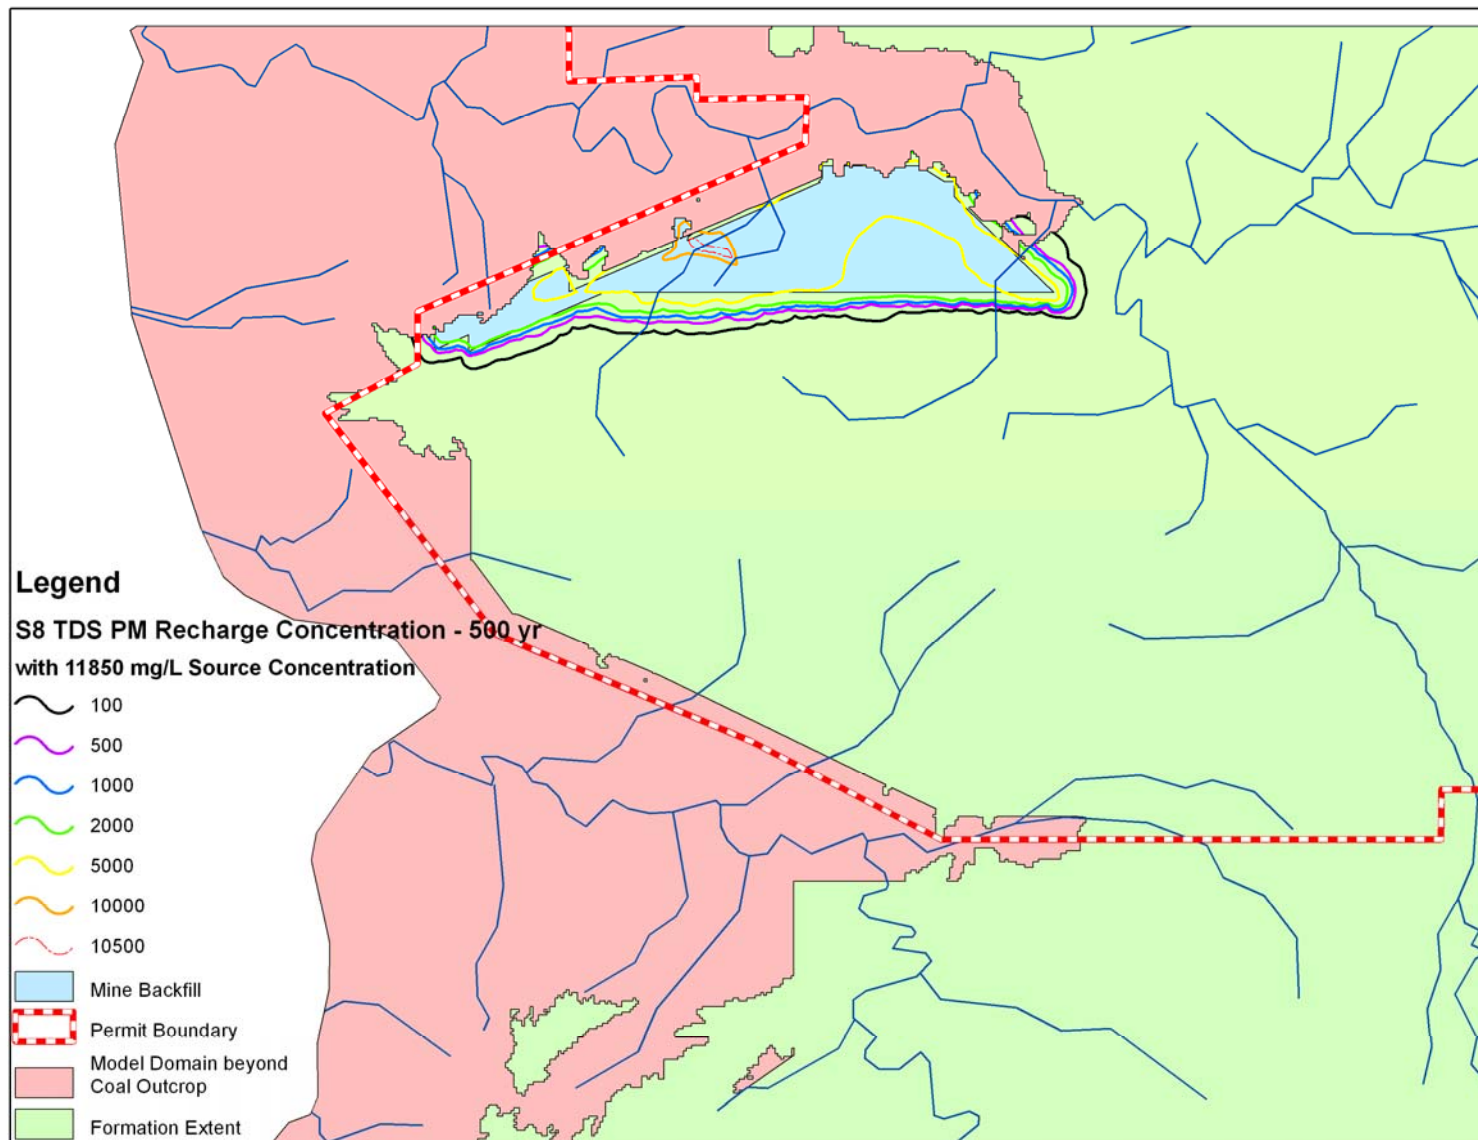 Legend
S8 TDS PM Recharge Concentration - 500 yr
with 11850 mg/L Source Concentration
100
500
1000
2000
5000
10000
10500
Mine Backfill
Permit Boundary
Model Domain beyond
Coal Outcrop
Formation Extent